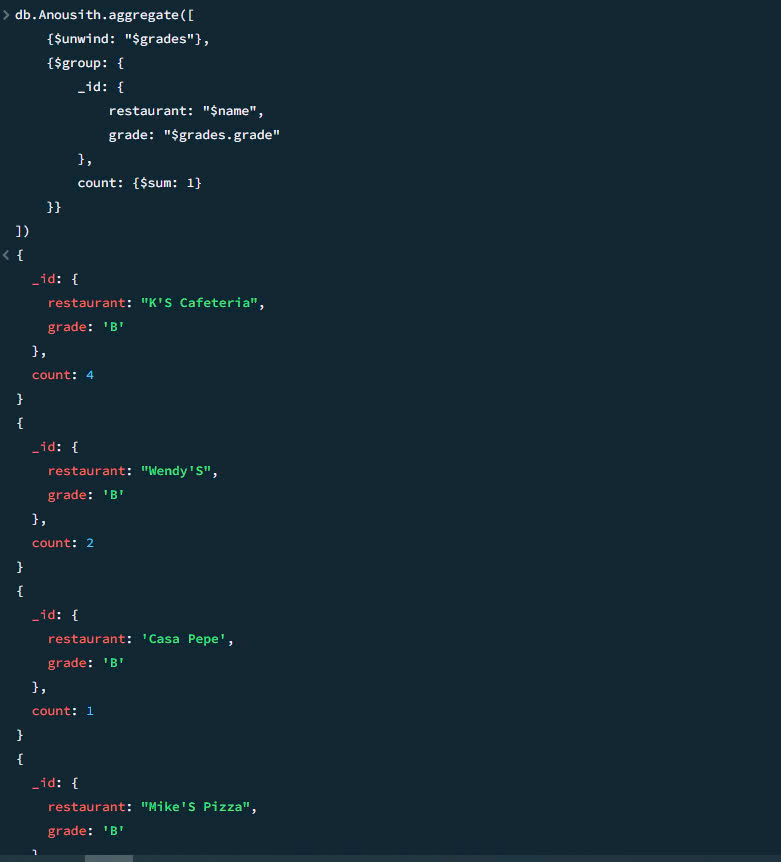 > db.Anousith.aggregate([
    {$unwind: "$grades"},
    {$group: {
        _id: {
            restaurant: "$name",
            grade: "$grades.grade"
        },
        count: {$sum: 1}
    }}
])
< {
  _id: {
    restaurant: "K'S Cafeteria",
    grade: 'B'
  },
  count: 4
}
{
  _id: {
    restaurant: "Wendy'S",
    grade: 'B'
  },
  count: 2
}
{
  _id: {
    restaurant: 'Casa Pepe',
    grade: 'B'
  },
  count: 1
}
{
  _id: {
    restaurant: "Mike'S Pizza",
    grade: 'B'
  }